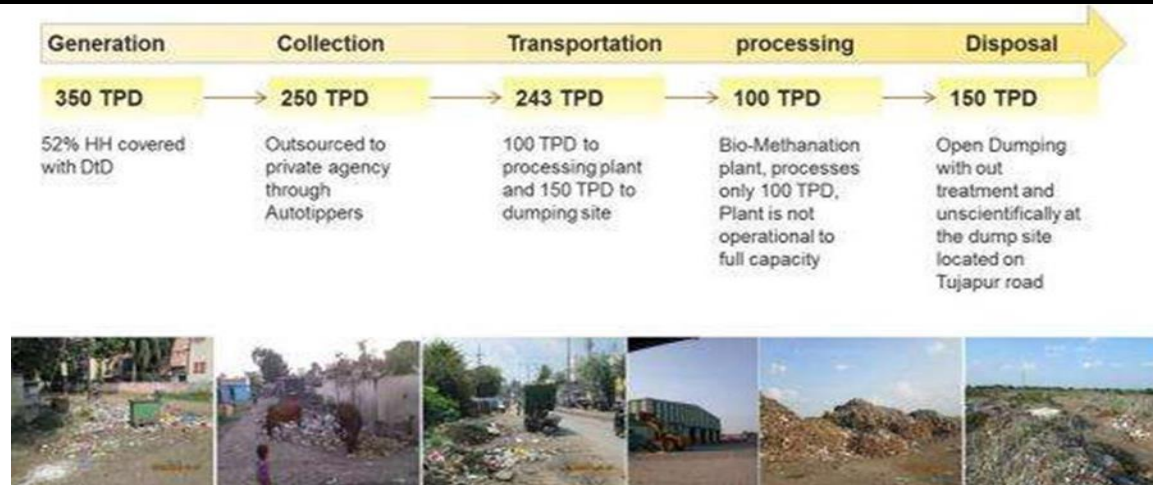 Generation
Collection
Transportation
processing
Disposal
350 TPD
250 TPD
243 TPD
100 TPD
150 TPD
52% HH covered
with DtD
Outsourced to
private agency
through
Autotippers
100 TPD to
processing plant
and 150 TPD to
dumping site
Bio-Methanation
plant, processes
only 100 TPD,
Plant is not
operational to
full capacity
Open Dumping
with out
treatment and
unscientifically at
the dump site
located on
Tujapur road